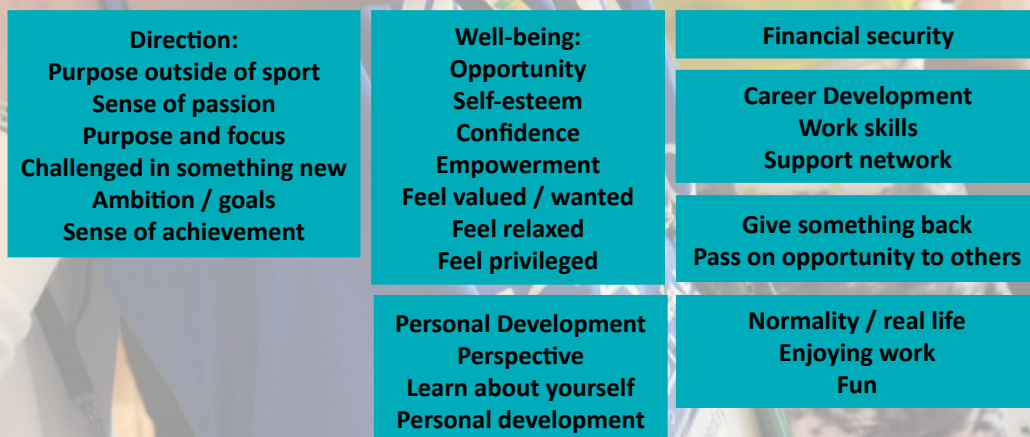 Direction:
Purpose outside of sport
Sense of passion
Purpose and focus
Challenged in something new
Ambition / goals
Sense of achievement
Well-being:
Opportunity
Self-esteem
Confidence
Empowerment
Feel valued / wanted
Feel relaxed
Feel privileged
Personal Development
Perspective
Learn about yourself
Personal development
Financial security
Career Development
Work skills
Support network
Give something back
Pass on opportunity to others
Normality / real life
Enjoying work
Fun